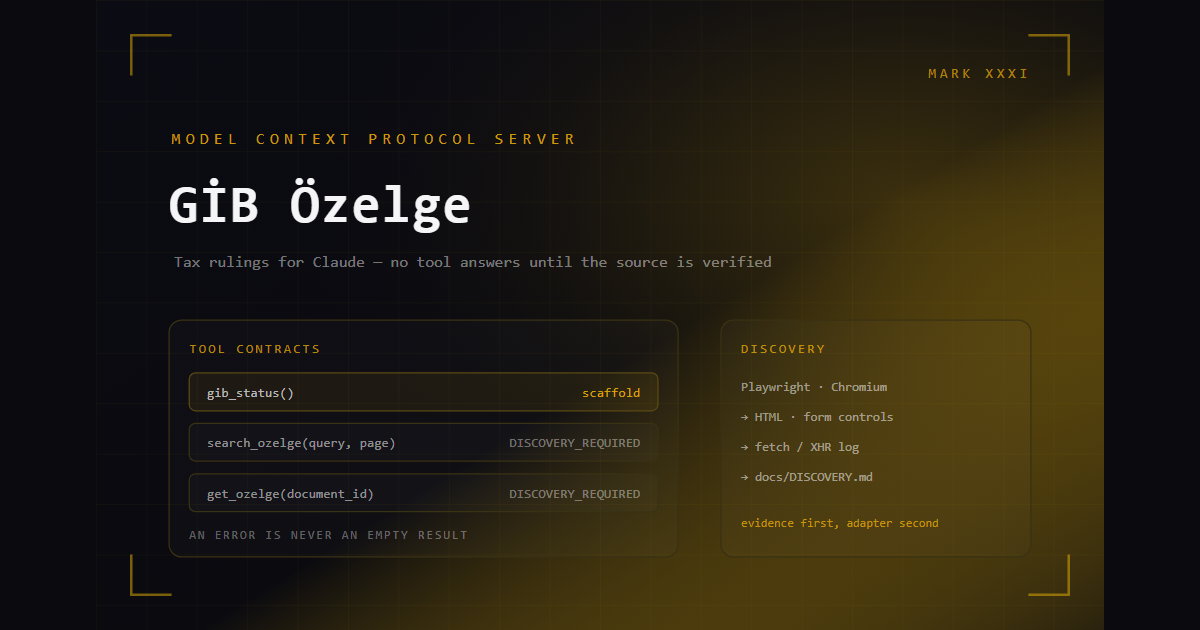 MARK XXXI
MODEL CONTEXT PROTOCOL SERVER
GİB Özelge
Tax rulings for Claude — no tool answers until the source is verified
TOOL CONTRACTS
gib_status() scaffold
search_ozelge(query, page) DISCOVERY_REQUIRED
get_ozelge(document_id) DISCOVERY_REQUIRED
AN ERROR IS NEVER AN EMPTY RESULT
DISCOVERY
Playwright · Chromium
→ HTML · form controls
→ fetch / XHR log
→ docs/DISCOVERY.md
evidence first, adapter second